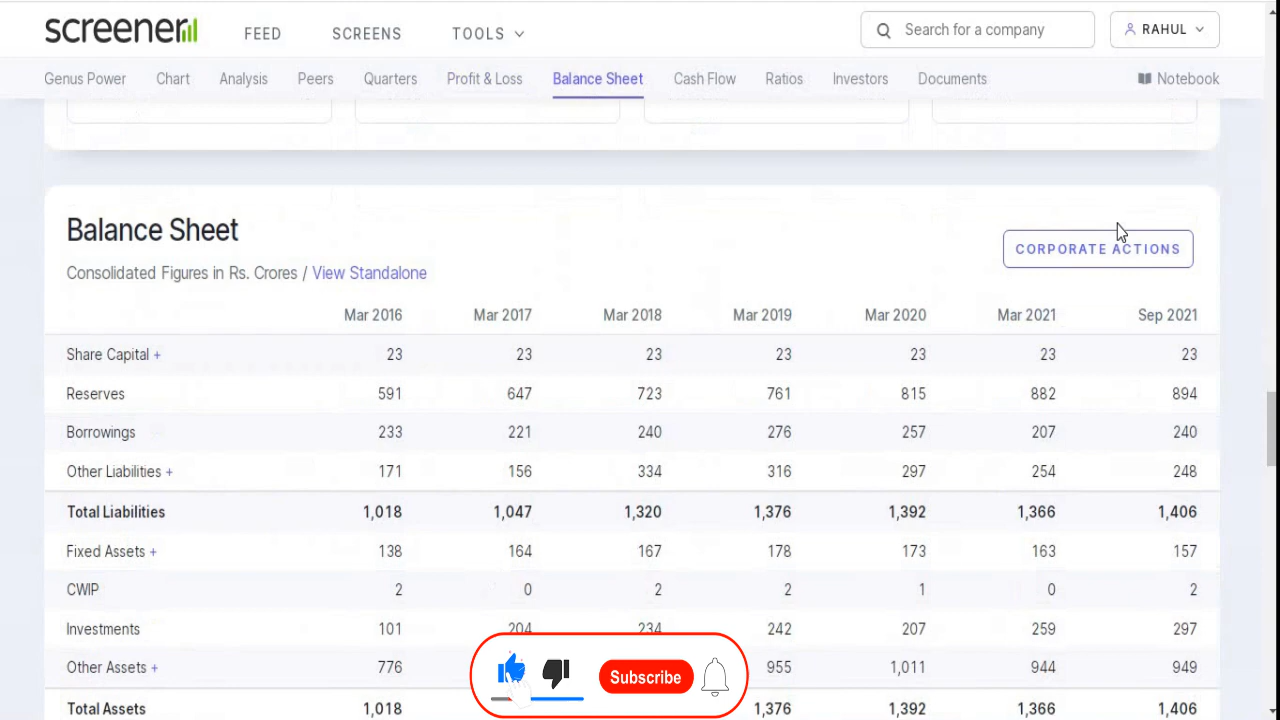 screener FEED SCREENS TOOLS Search for a company RAHUL
Genus Power Chart Analysis Peers Quarters Profit & Loss Balance Sheet Cash Flow Ratios Investors Documents Notebook
Balance Sheet
CORPORATE ACTIONS
Consolidated Figures in Rs. Crores / View Standalone
Mar 2016 Mar 2017 Mar 2018 Mar 2019 Mar 2020 Mar 2021 Sep 2021
Share Capital + 23 23 23 23 23 23 23
Reserves 591 647 723 761 815 882 894
Borrowings 233 221 240 276 257 207 240
Other Liabilities + 171 156 334 316 297 254 248
Total Liabilities 1,018 1,047 1,320 1,376 1,392 1,366 1,406
Fixed Assets + 138 164 167 178 173 163 157
CWIP 2 0 2 2 1 0 2
Investments 101 204 234 242 207 259 297
Other Assets + 776 955 1,011 944 949
Subscribe
Total Assets 1,018 1,376 1,392 1,366 1,406